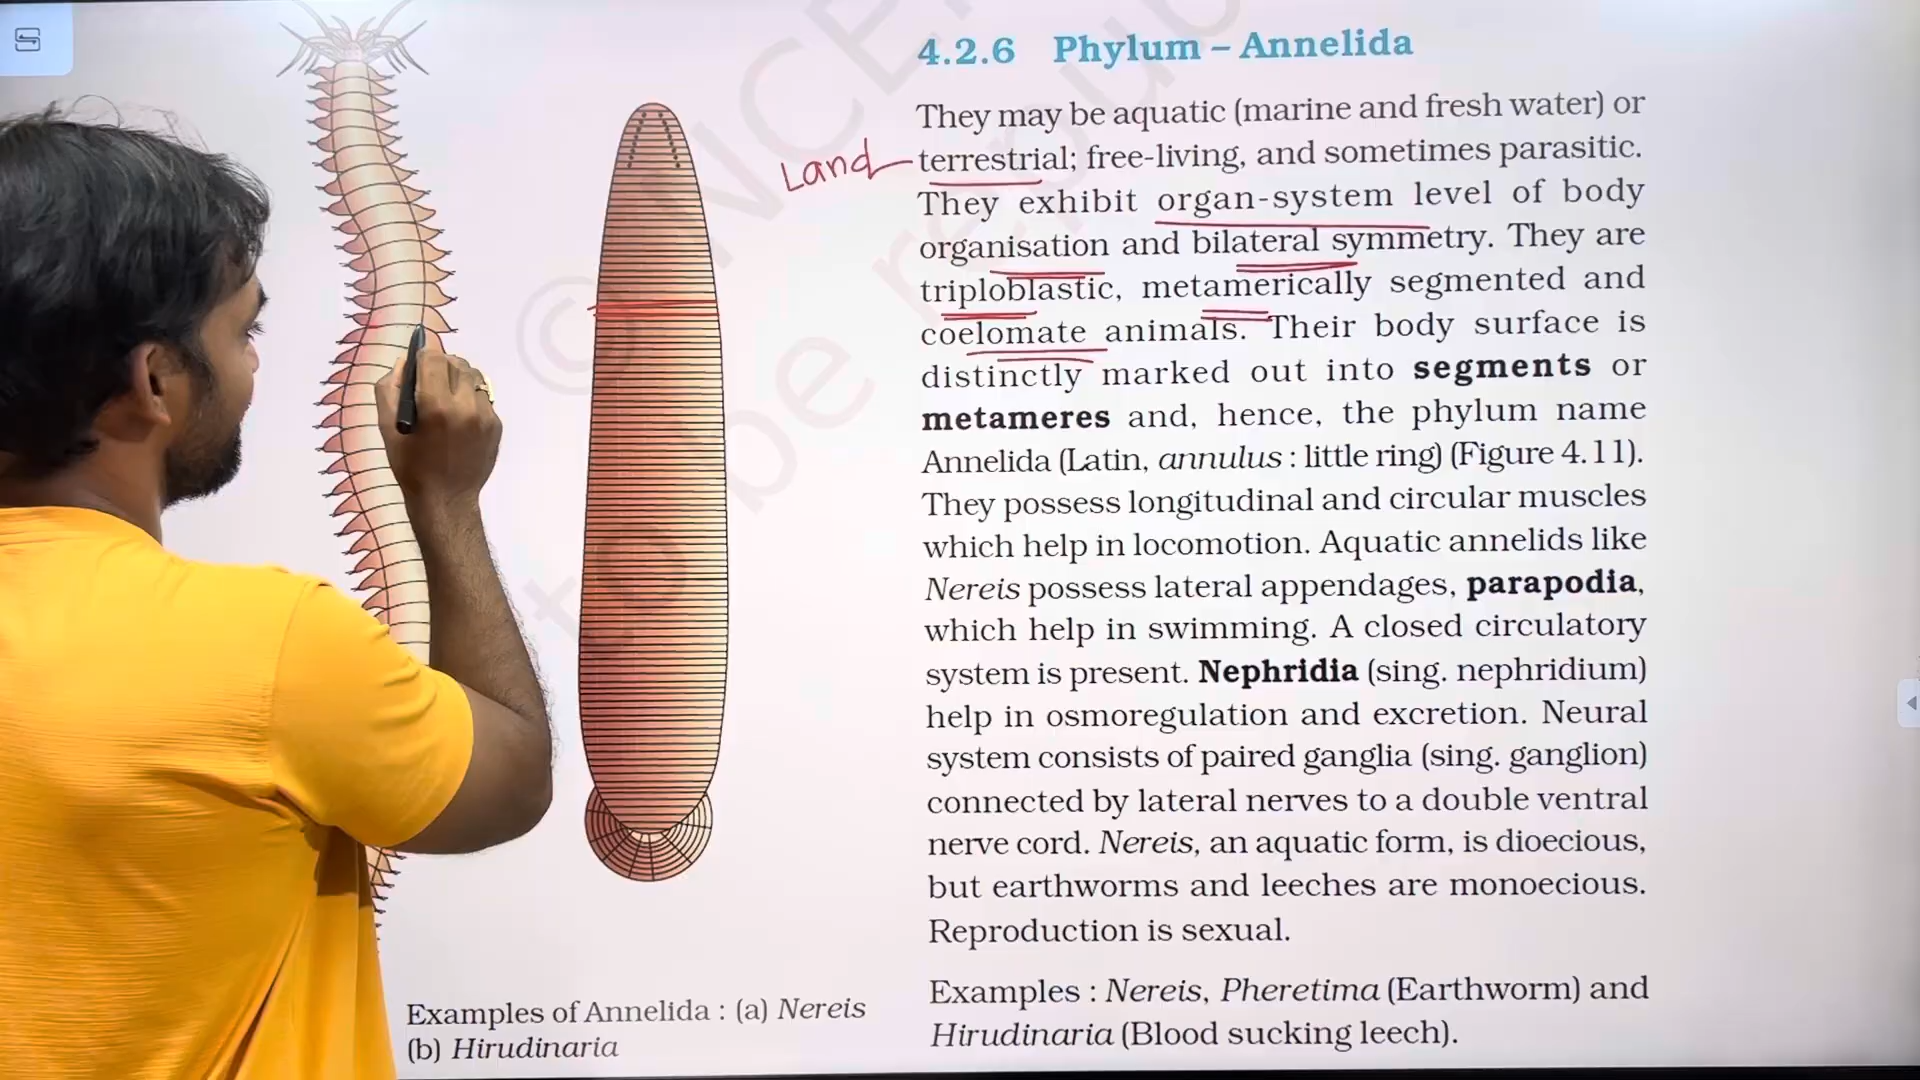 4.2.6 Phylum – Annelida
They may be aquatic (marine and fresh water) or
Land
terrestrial; free-living, and sometimes parasitic.
They exhibit organ-system level of body
organisation and bilateral symmetry. They are
triploblastic, metamerically segmented and
coelomate animals. Their body surface is
distinctly marked out into segments or
metameres and, hence, the phylum name
Annelida (Latin, annulus : little ring) (Figure 4.11).
They possess longitudinal and circular muscles
which help in locomotion. Aquatic annelids like
Nereis possess lateral appendages, parapodia,
which help in swimming. A closed circulatory
system is present. Nephridia (sing. nephridium)
help in osmoregulation and excretion. Neural
system consists of paired ganglia (sing. ganglion)
connected by lateral nerves to a double ventral
nerve cord. Nereis, an aquatic form, is dioecious,
but earthworms and leeches are monoecious.
Reproduction is sexual.
Examples : Nereis, Pheretima (Earthworm) and
Hirudinaria (Blood sucking leech).
Examples of Annelida : (a) Nereis
(b) Hirudinaria
© NCE
to be repub